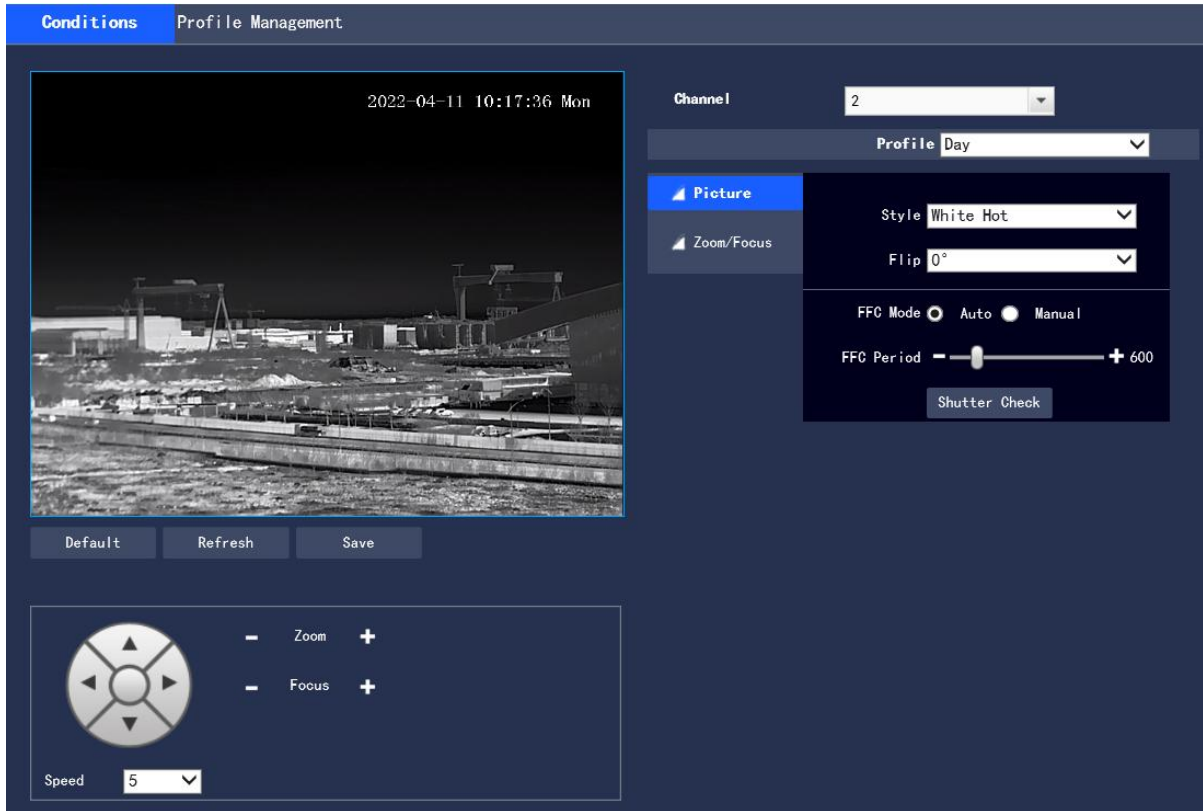 Conditions Profile Management
2022-04-11 10:17:36 Mon
Channel 2
Profile Day
Picture
Style White Hot
Zoom/Focus
Flip 0°
FFC Mode Auto Manual
FFC Period 600
Shutter Check
Default Refresh Save
Zoom
Focus
Speed 5